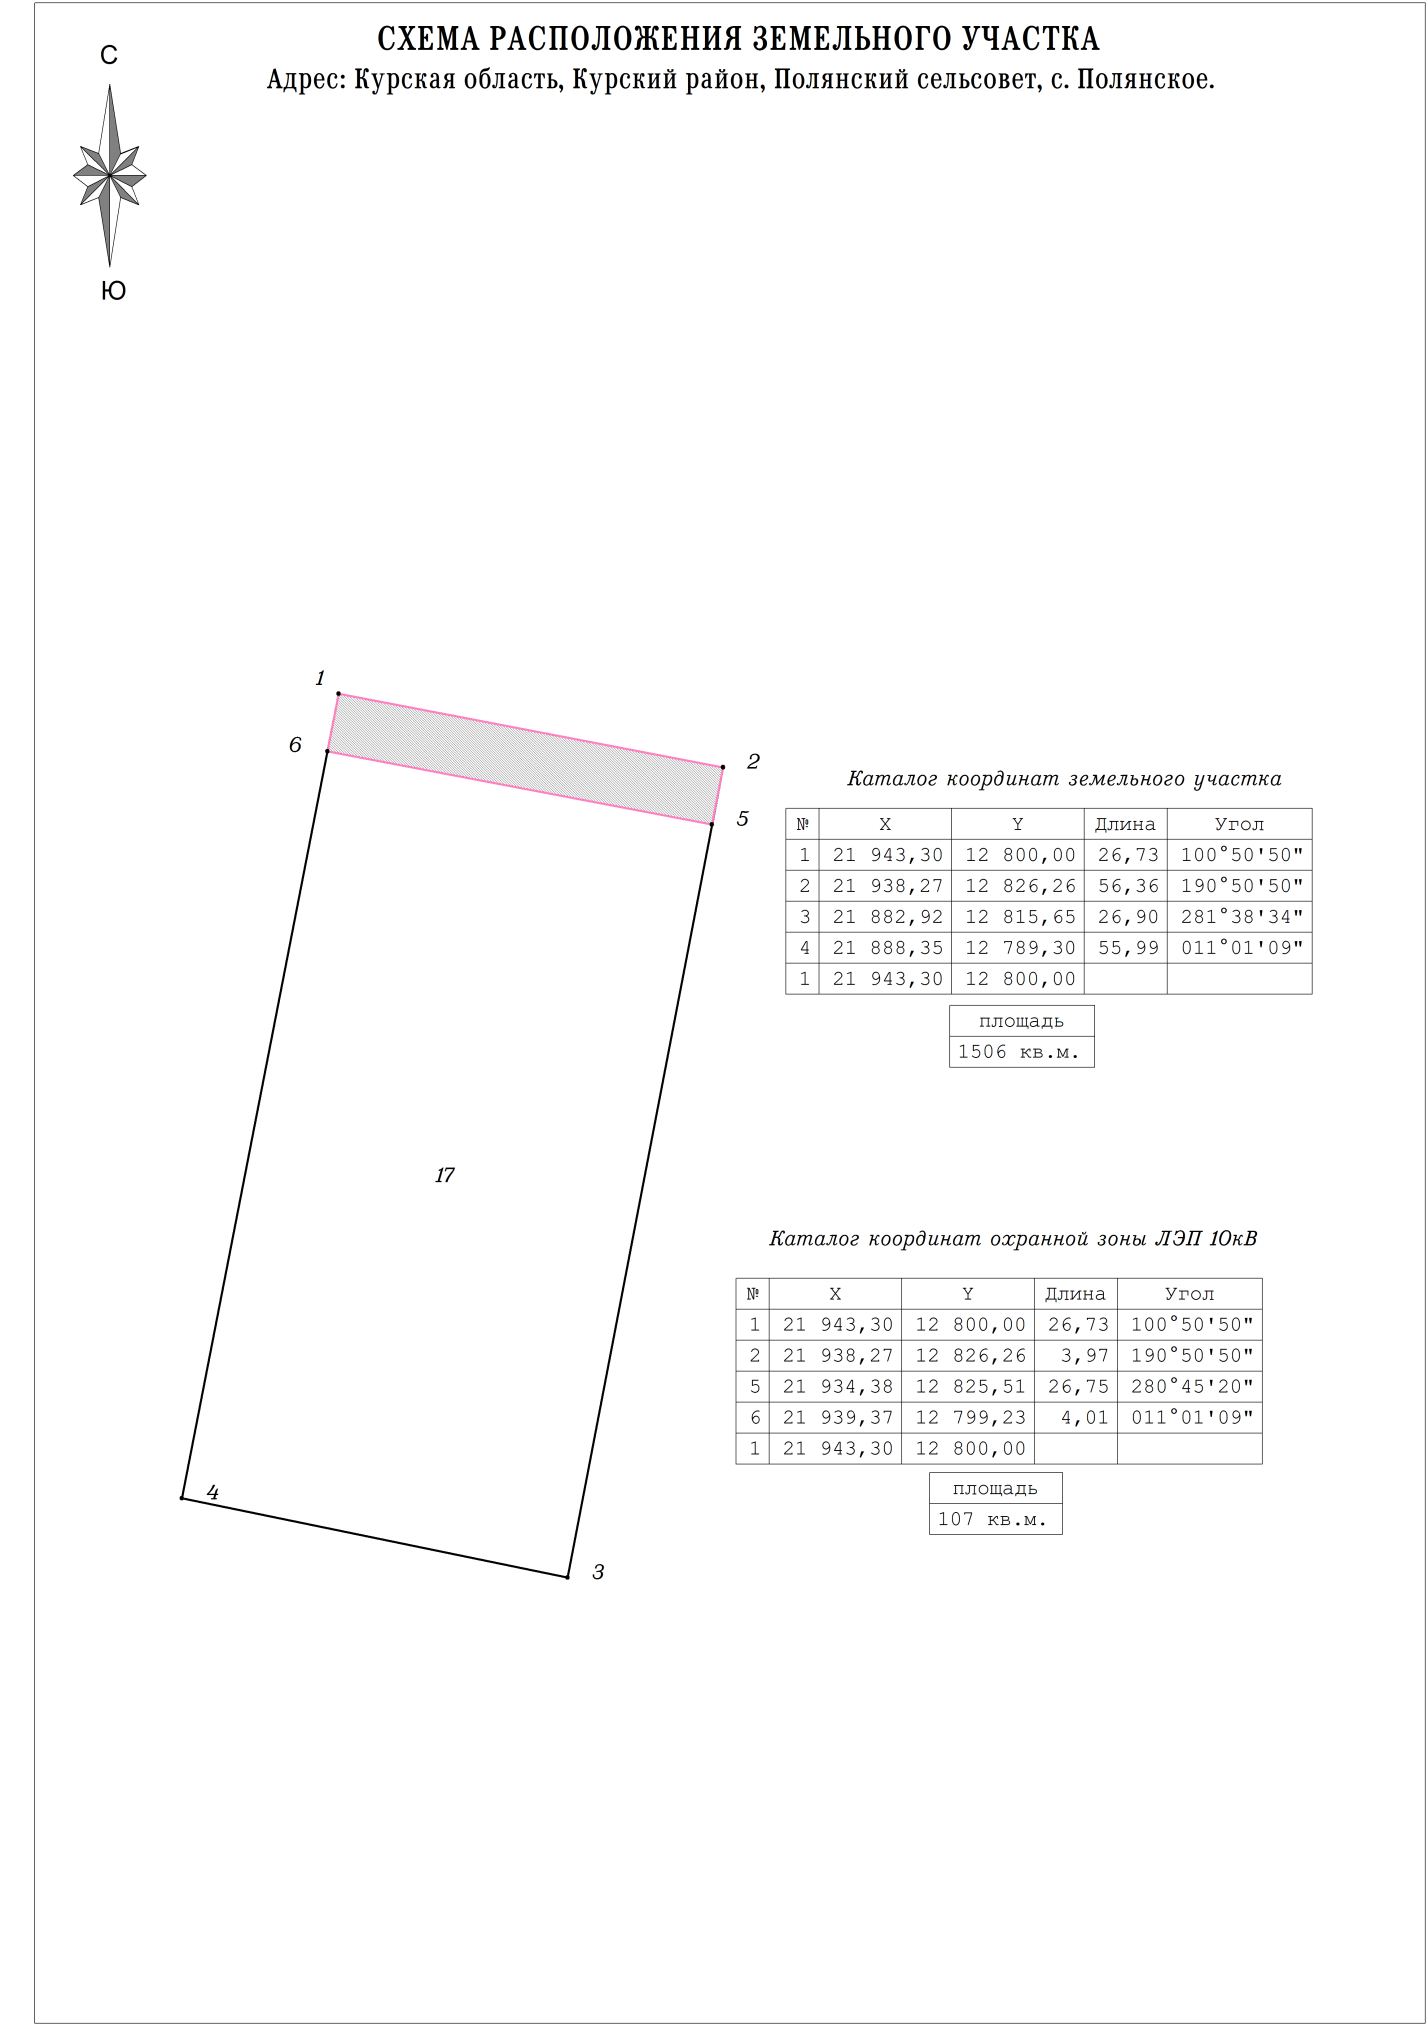 СХЕМА РАСПОЛОЖЕНИЯ ЗЕМЕЛЬНОГО УЧАСТКА
Адрес: Курская область, Курский район, Полянский сельсовет, с. Полянское.
С
Ю
1
6
2
5
17
4
3
Каталог координат земельного участка
№ X Y Длина Угол
1 21 943,30 12 800,00 26,73 100°50'50"
2 21 938,27 12 826,26 56,36 190°50'50"
3 21 882,92 12 815,65 26,90 281°38'34"
4 21 888,35 12 789,30 55,99 011°01'09"
1 21 943,30 12 800,00
площадь
1506 кв.м.
Каталог координат охранной зоны ЛЭП 10кВ
№ X Y Длина Угол
1 21 943,30 12 800,00 26,73 100°50'50"
2 21 938,27 12 826,26 3,97 190°50'50"
5 21 934,38 12 825,51 26,75 280°45'20"
6 21 939,37 12 799,23 4,01 011°01'09"
1 21 943,30 12 800,00
площадь
107 кв.м.